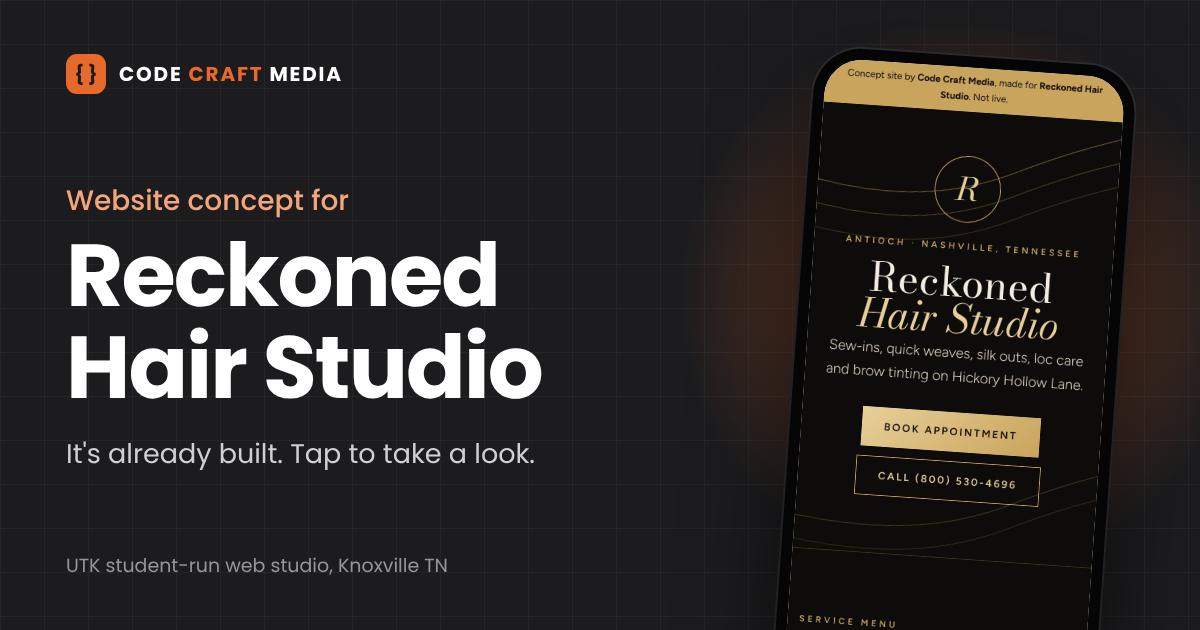 { }
CODE CRAFT MEDIA
Website concept for
Reckoned
Hair Studio
It's already built. Tap to take a look.
UTK student-run web studio, Knoxville TN
Concept site by Code Craft Media, made for Reckoned Hair
Studio. Not live.
R
ANTIOCH · NASHVILLE, TENNESSEE
Reckoned
Hair Studio
Sew-ins, quick weaves, silk outs, loc care
and brow tinting on Hickory Hollow Lane.
BOOK APPOINTMENT
CALL (800) 530-4696
SERVICE MENU